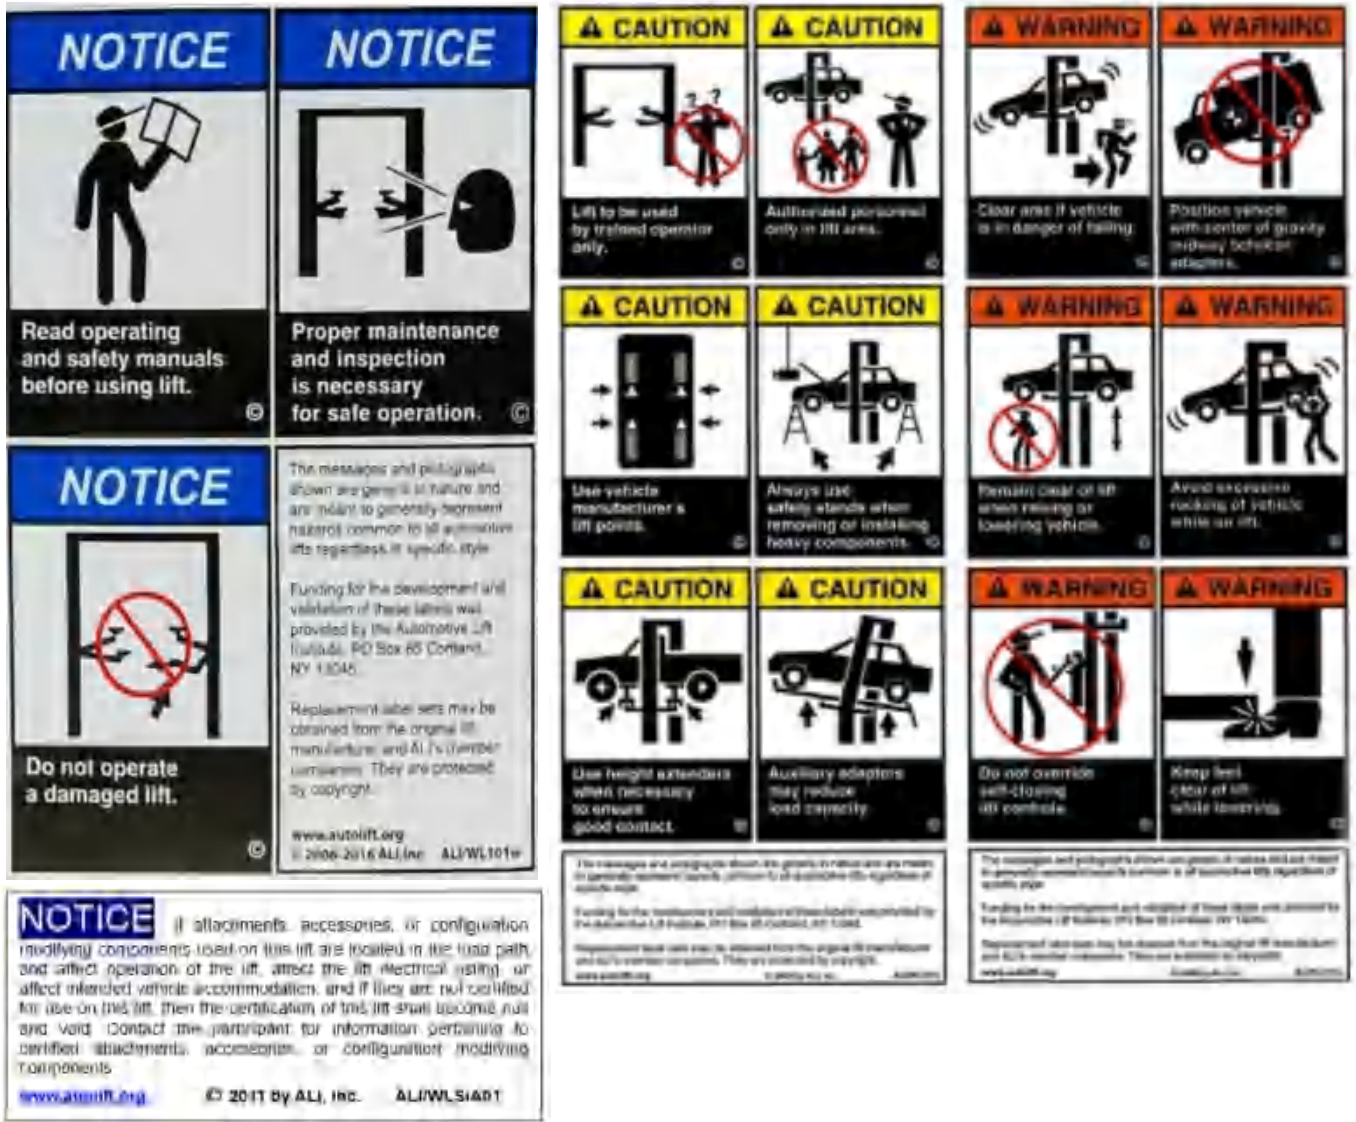 NOTICE
Read operating
and safety manuals
before using lift.
©
NOTICE
Proper maintenance
and inspection
is necessary
for safe operation.
©
NOTICE
Do not operate
a damaged lift.
©
The messages and pictographs
shown are generic in nature and
are meant to generally represent
hazards common to all automotive
lifts regardless of specific style.
Funding for the development and
validation of these labels was
provided by the Automotive Lift
Institute, PO Box 85 Cortland,
NY 13045.
Replacement label sets may be
obtained from the original lift
manufacturer and ALI's member
companies. They are protected
by copyright.
www.autolift.org
© 2006-2016 ALI, Inc. ALI/WL101w
NOTICE If attachments, accessories, or configuration
modifying components used on this lift are located in the load path
and affect operation of the lift, affect the lift electrical listing, or
affect intended vehicle accommodation, and if they are not certified
for use on this lift, then the certification of this lift shall become null
and void. Contact the participant for information pertaining to
certified attachments, accessories, or configuration modifying
components.
www.autolift.org © 2011 by ALI, Inc. ALI/WLSIA01
CAUTION
Lift to be used
by trained operator
only.
CAUTION
Authorized personnel
only in lift area.
CAUTION
Use vehicle
manufacturer's
lift points.
CAUTION
Always use
safety stands when
removing or installing
heavy components.
CAUTION
Use height extenders
when necessary
to ensure
good contact.
CAUTION
Auxiliary adapters
may reduce
load capacity.
WARNING
Clear area if vehicle
is in danger of falling.
WARNING
Position vehicle
with center of gravity
midway between
adapters.
WARNING
Remain clear of lift
when raising or
lowering vehicle.
WARNING
Avoid excessive
rocking of vehicle
while on lift.
WARNING
Do not override
self-closing
lift controls.
WARNING
Keep feet
clear of lift
while lowering.